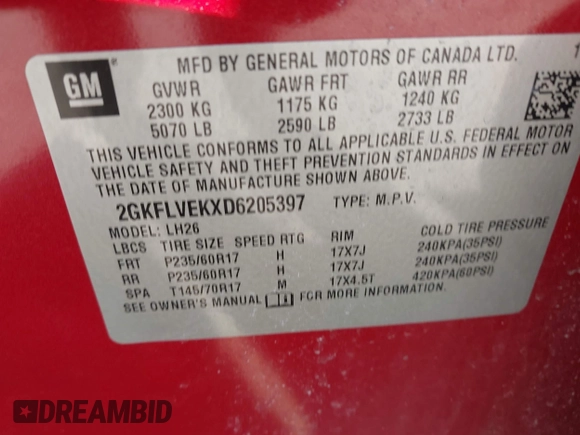 GM
MFD BY GENERAL MOTORS OF CANADA LTD.
GVWR GAWR FRT GAWR RR
2300 KG 1175 KG 1240 KG
5070 LB 2590 LB 2733 LB
THIS VEHICLE CONFORMS TO ALL APPLICABLE U.S. FEDERAL MOTOR
VEHICLE SAFETY AND THEFT PREVENTION STANDARDS IN EFFECT ON
THE DATE OF MANUFACTURE SHOWN ABOVE.
2GKFLVEKXD6205397 TYPE: M.P.V.
MODEL: LH26
LBCS TIRE SIZE SPEED RTG RIM COLD TIRE PRESSURE
FRT P235/60R17 H 17X7J 240KPA(35PSI)
RR P235/60R17 H 17X7J 240KPA(35PSI)
SPA T145/70R17 M 17X4.5T 420KPA(60PSI)
SEE OWNER'S MANUAL FOR MORE INFORMATION.
DREAMBID